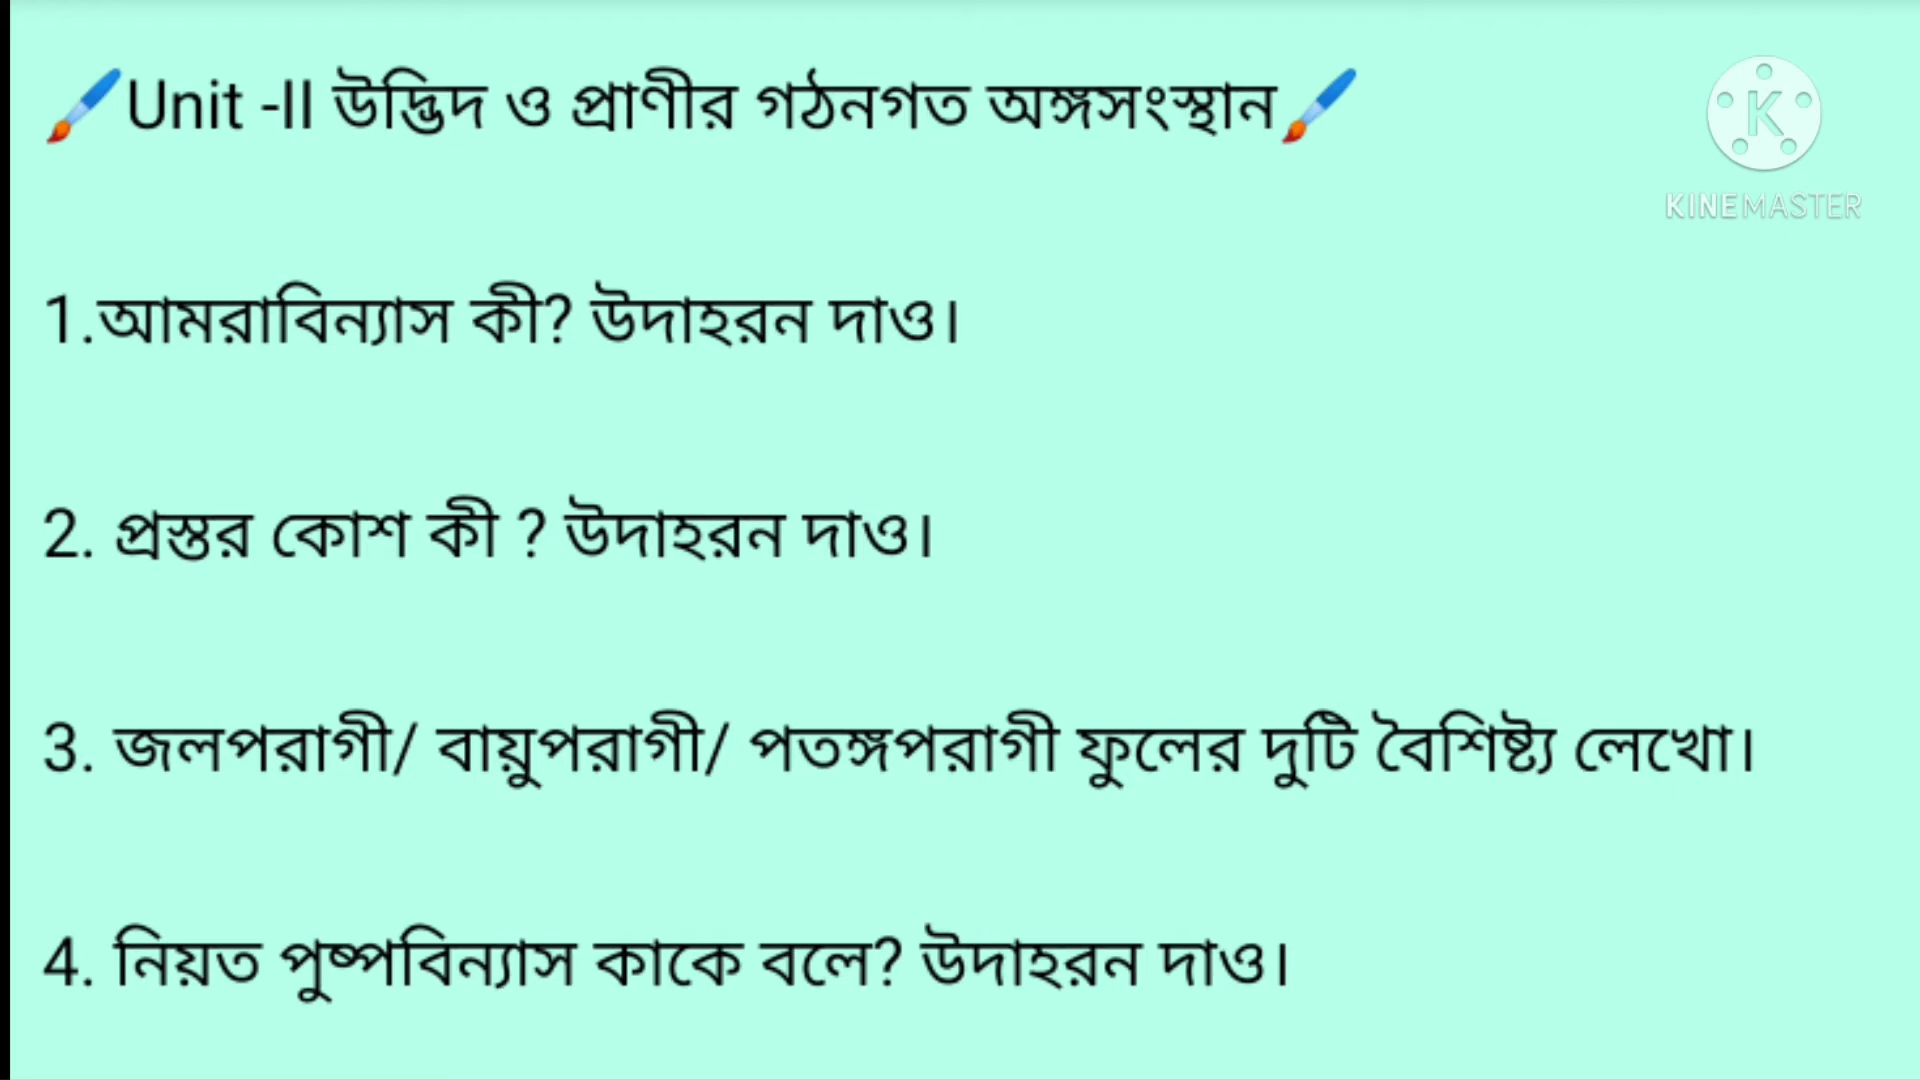 🖌️Unit -II উদ্ভিদ ও প্রাণীর গঠনগত অঙ্গসংস্থান🖌️
KINEMASTER
1.আমরাবিন্যাস কী? উদাহরন দাও।
2. প্রস্তর কোশ কী ? উদাহরন দাও।
3. জলপরাগী/ বায়ুপরাগী/ পতঙ্গপরাগী ফুলের দুটি বৈশিষ্ট্য লেখো।
4. নিয়ত পুষ্পবিন্যাস কাকে বলে? উদাহরন দাও।